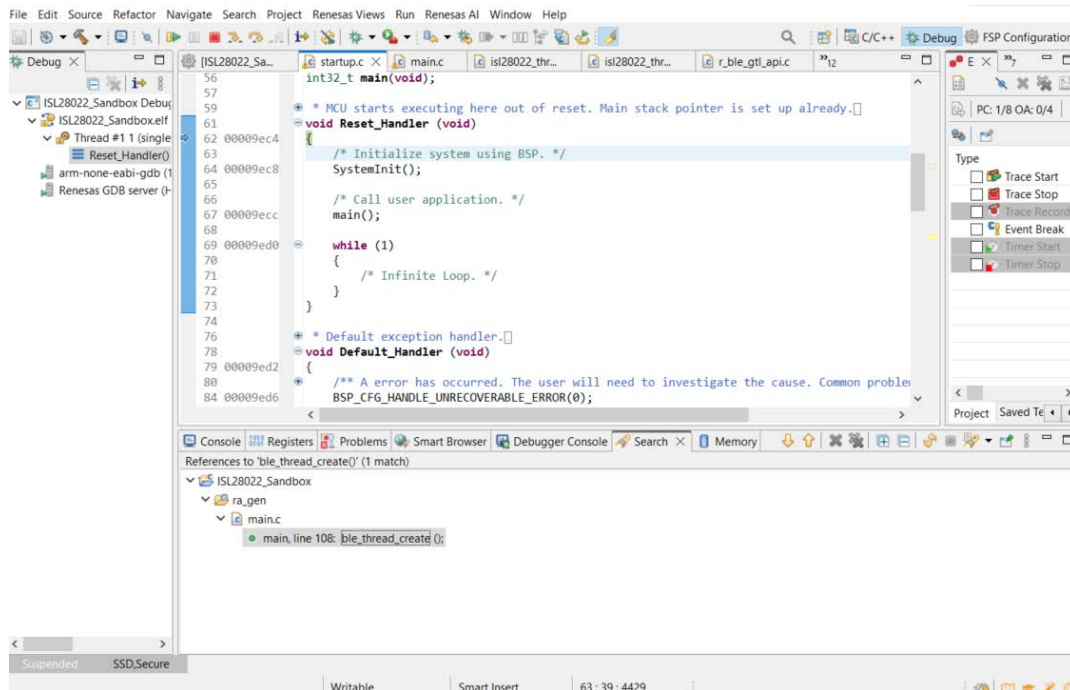 File Edit Source Refactor Navigate Search Project Renesas Views Run Renesas AI Window Help
C/C++ Debug FSP Configuration
Debug
ISL28022_Sandbox Debug
ISL28022_Sandbox.elf
Thread #1 1 (single
Reset_Handler()
arm-none-eabi-gdb (1
Renesas GDB server (H
[ISL28022_Sa... startup.c main.c isl28022_thr... isl28022_thr... r_ble_gtl_api.c »12
56 int32_t main(void);
57
59 * MCU starts executing here out of reset. Main stack pointer is set up already.
61 void Reset_Handler (void)
62 00009ec4 {
63 /* Initialize system using BSP. */
64 00009ec8 SystemInit();
65
66 /* Call user application. */
67 00009ecc main();
68
69 00009ed0 while (1)
70 {
71 /* Infinite Loop. */
72 }
73 }
74
76 * Default exception handler.
78 void Default_Handler (void)
79 00009ed2 {
80 /** A error has occurred. The user will need to investigate the cause. Common proble
84 00009ed6 BSP_CFG_HANDLE_UNRECOVERABLE_ERROR(0);
E »7
PC: 1/8 OA: 0/4
Type
Trace Start
Trace Stop
Trace Record
Event Break
Timer Start
Timer Stop
Project Saved Te
Console Registers Problems Smart Browser Debugger Console Search Memory
References to 'ble_thread_create()' (1 match)
ISL28022_Sandbox
ra_gen
main.c
main, line 108: ble_thread_create ();
Suspended SSD,Secure
Writable Smart Insert 63 : 39 : 4429